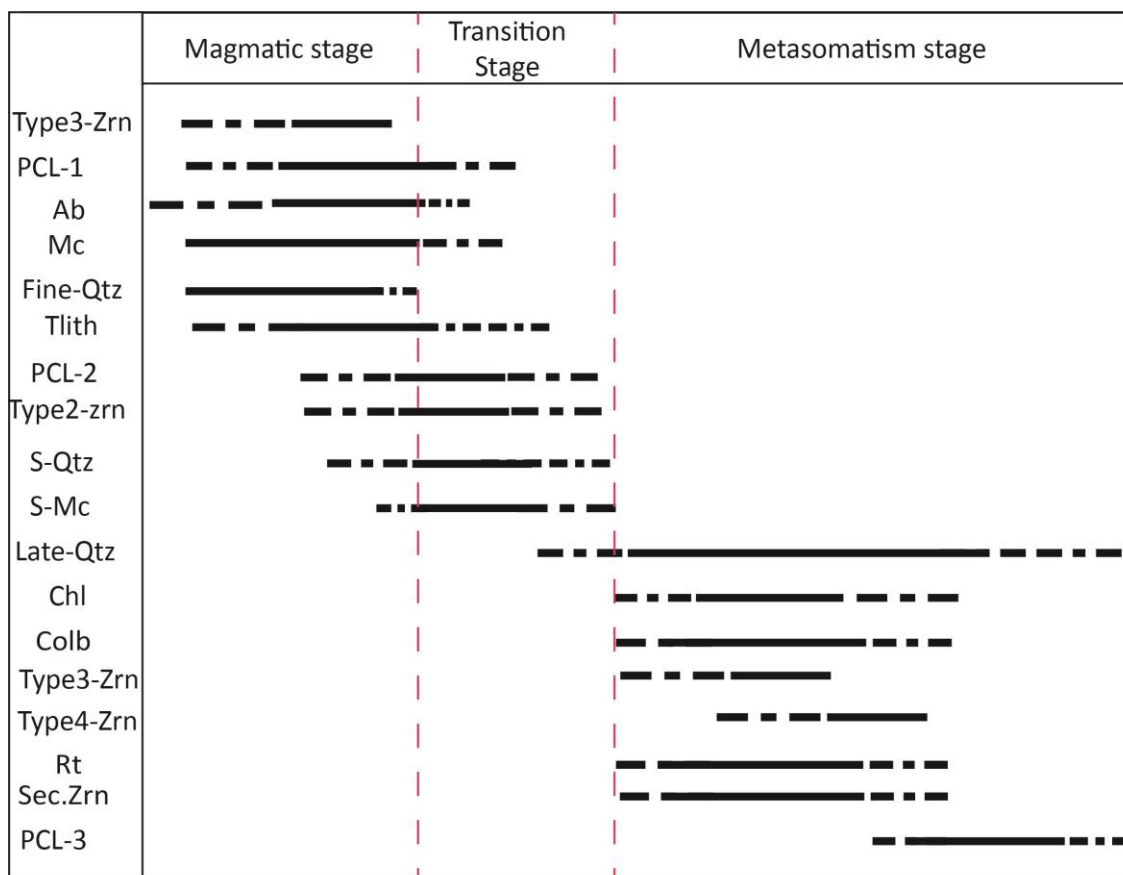 Magmatic stage
Transition
Stage
Metasomatism stage
Type3-Zrn
PCL-1
Ab
Mc
Fine-Qtz
Tlith
PCL-2
Type2-zrn
S-Qtz
S-Mc
Late-Qtz
Chl
Colb
Type3-Zrn
Type4-Zrn
Rt
Sec.Zrn
PCL-3